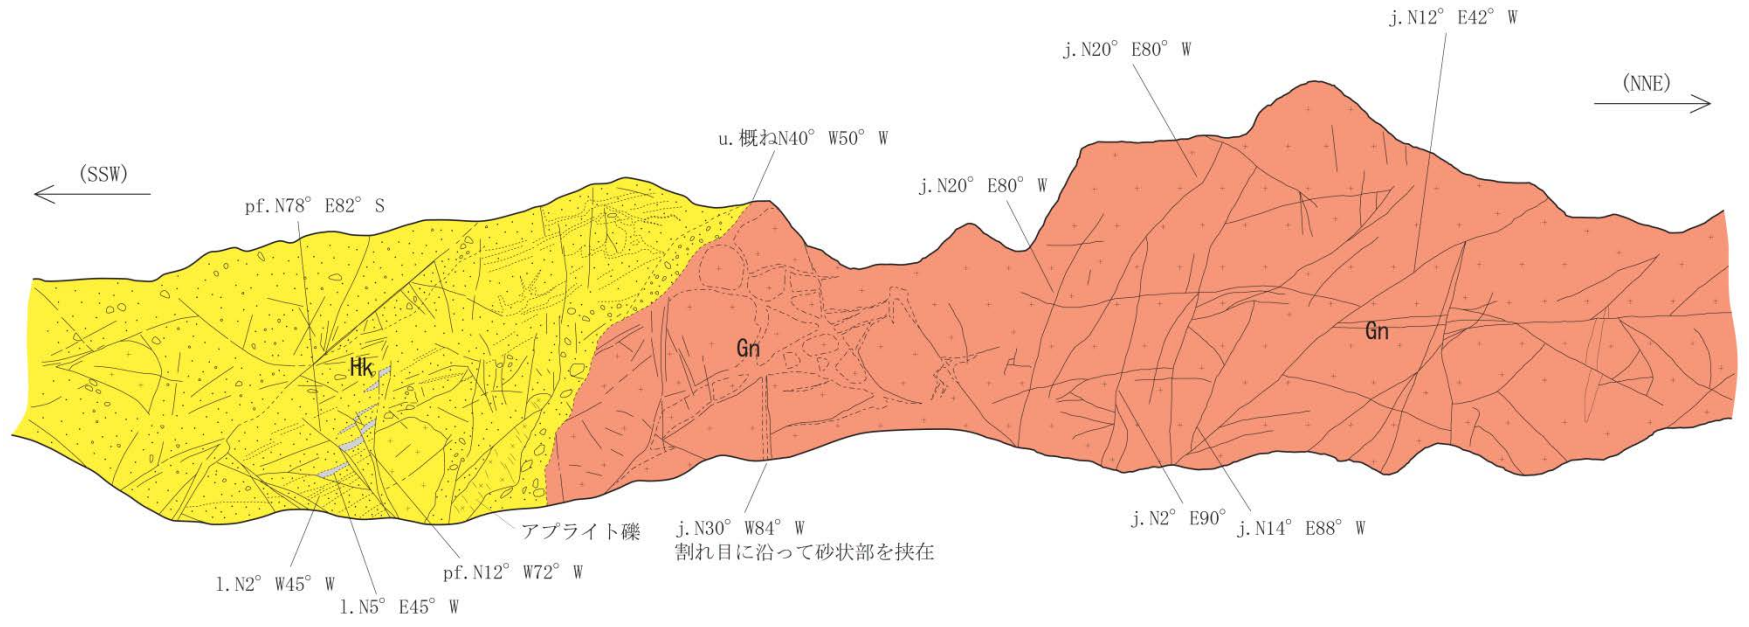 j.N12° E42° W
j.N20° E80° W
(NNE)
u.概ねN40° W50° W
(SSW)
j.N20° E80° W
pf.N78° E82° S
Gn
Gn
Hk
j.N2° E90°
j.N14° E88° W
アプライト礫
j.N30° W84° W
割れ目に沿って砂状部を挟在
pf.N12° W72° W
l.N2° W45° W
l.N5° E45° W